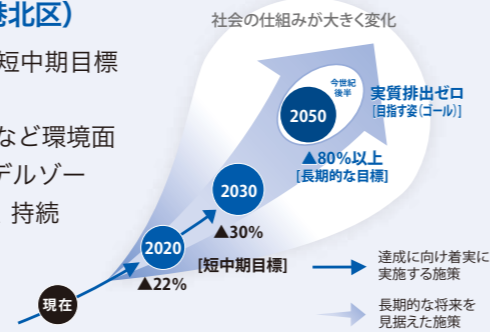 港北区)
短中期目標
など環境面
デルゾー
持続
社会の仕組みが大きく変化
今世紀
後半
2050
実質排出ゼロ
[目指す姿(ゴール)]
▲80%以上
[長期的な目標]
2030
▲30%
2020
[短中期目標]
▲22%
現在
達成に向け着実に
実施する施策
長期的な将来を
見据えた施策